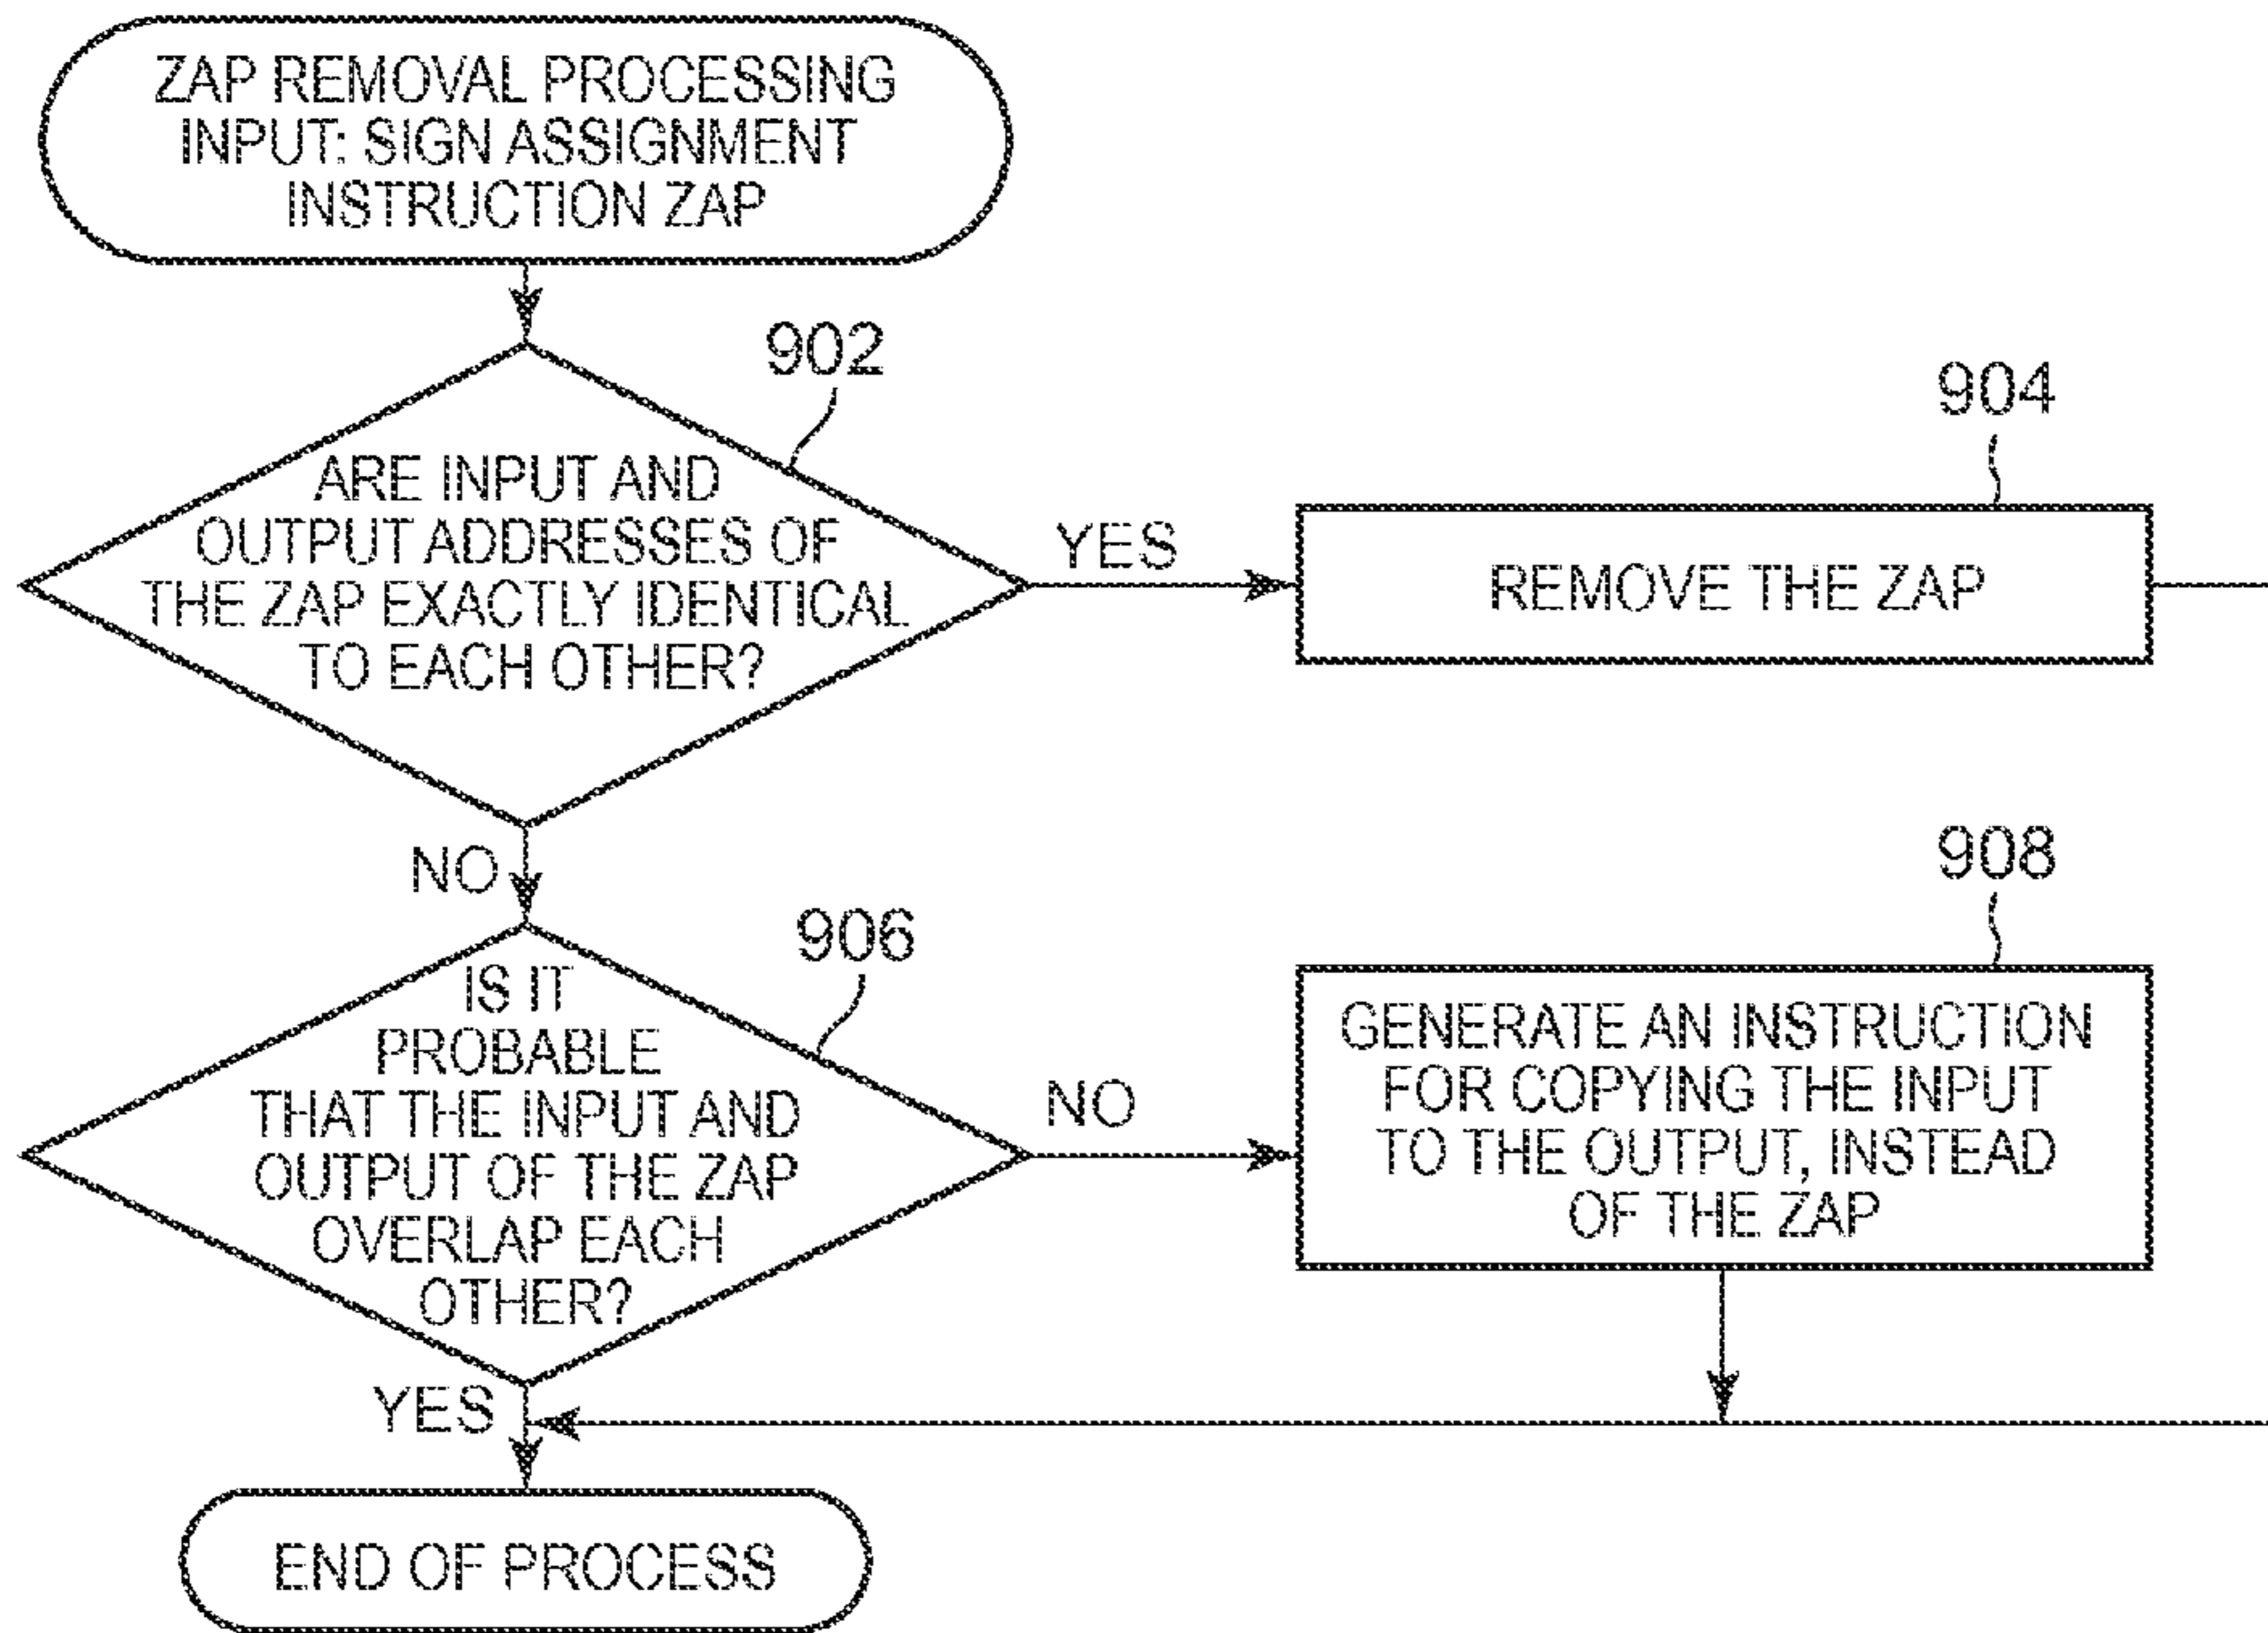 ZAP REMOVAL PROCESSING
INPUT: SIGN ASSIGNMENT
INSTRUCTION ZAP
902
ARE INPUT AND
OUTPUT ADDRESSES OF
THE ZAP EXACTLY IDENTICAL
TO EACH OTHER?
YES
904
REMOVE THE ZAP
NO
906
IS IT
PROBABLE
THAT THE INPUT AND
OUTPUT OF THE ZAP
OVERLAP EACH
OTHER?
NO
908
GENERATE AN INSTRUCTION
FOR COPYING THE INPUT
TO THE OUTPUT, INSTEAD
OF THE ZAP
YES
END OF PROCESS